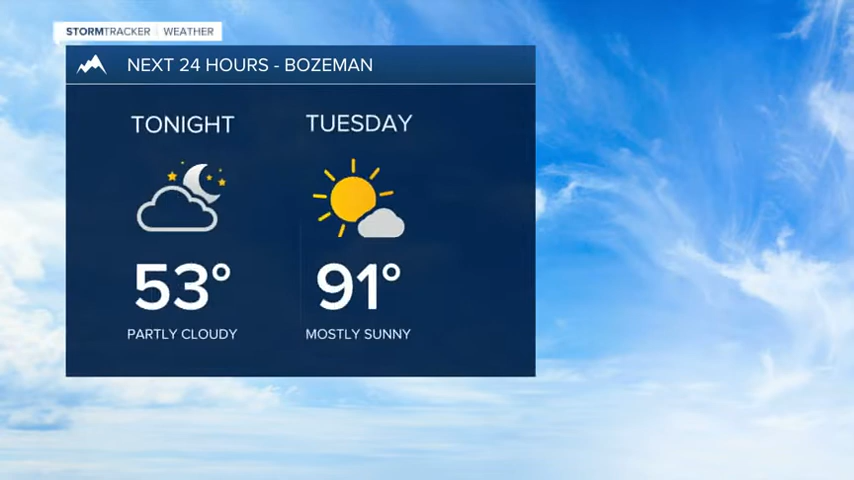 STORMTRACKER | WEATHER
NEXT 24 HOURS - BOZEMAN
TONIGHT
TUESDAY
53°
91°
PARTLY CLOUDY
MOSTLY SUNNY